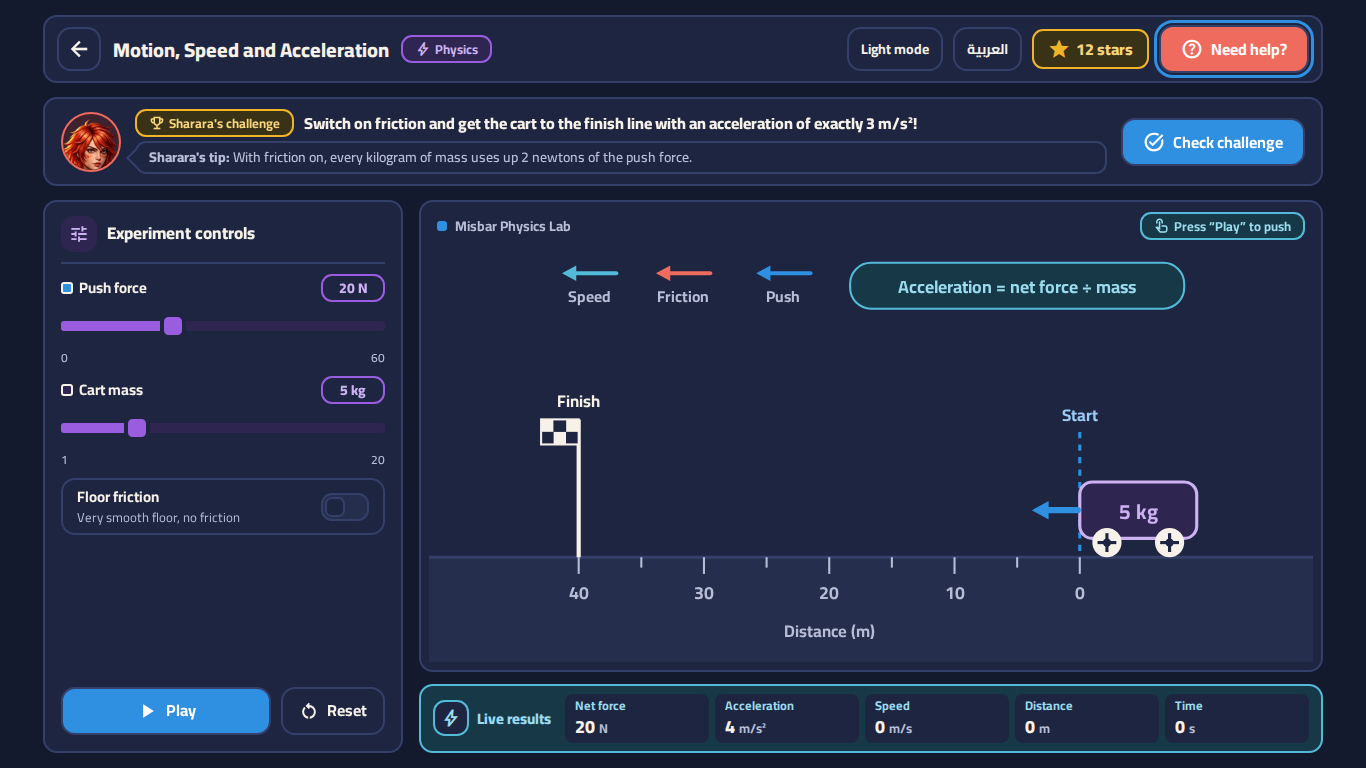 Motion, Speed and Acceleration
Physics
Light mode
العربية
12 stars
Need help?
Sharara's challenge
Switch on friction and get the cart to the finish line with an acceleration of exactly 3 m/s²!
Sharara's tip: With friction on, every kilogram of mass uses up 2 newtons of the push force.
Check challenge
Experiment controls
Push force
20 N
0
60
Cart mass
5 kg
1
20
Floor friction
Very smooth floor, no friction
Play
Reset
Misbar Physics Lab
Press "Play" to push
Speed
Friction
Push
Acceleration = net force ÷ mass
Finish
Start
5 kg
40
30
20
10
0
Distance (m)
Live results
Net force
20 N
Acceleration
4 m/s²
Speed
0 m/s
Distance
0 m
Time
0 s